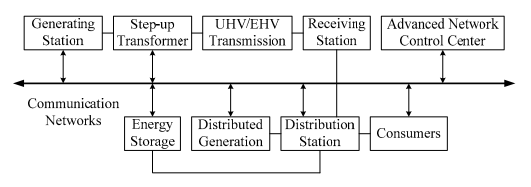 Generating
Station
Step-up
Transformer
UHV/EHV
Transmission
Receiving
Station
Advanced Network
Control Center
Communication
Networks
Energy
Storage
Distributed
Generation
Distribution
Station
Consumers